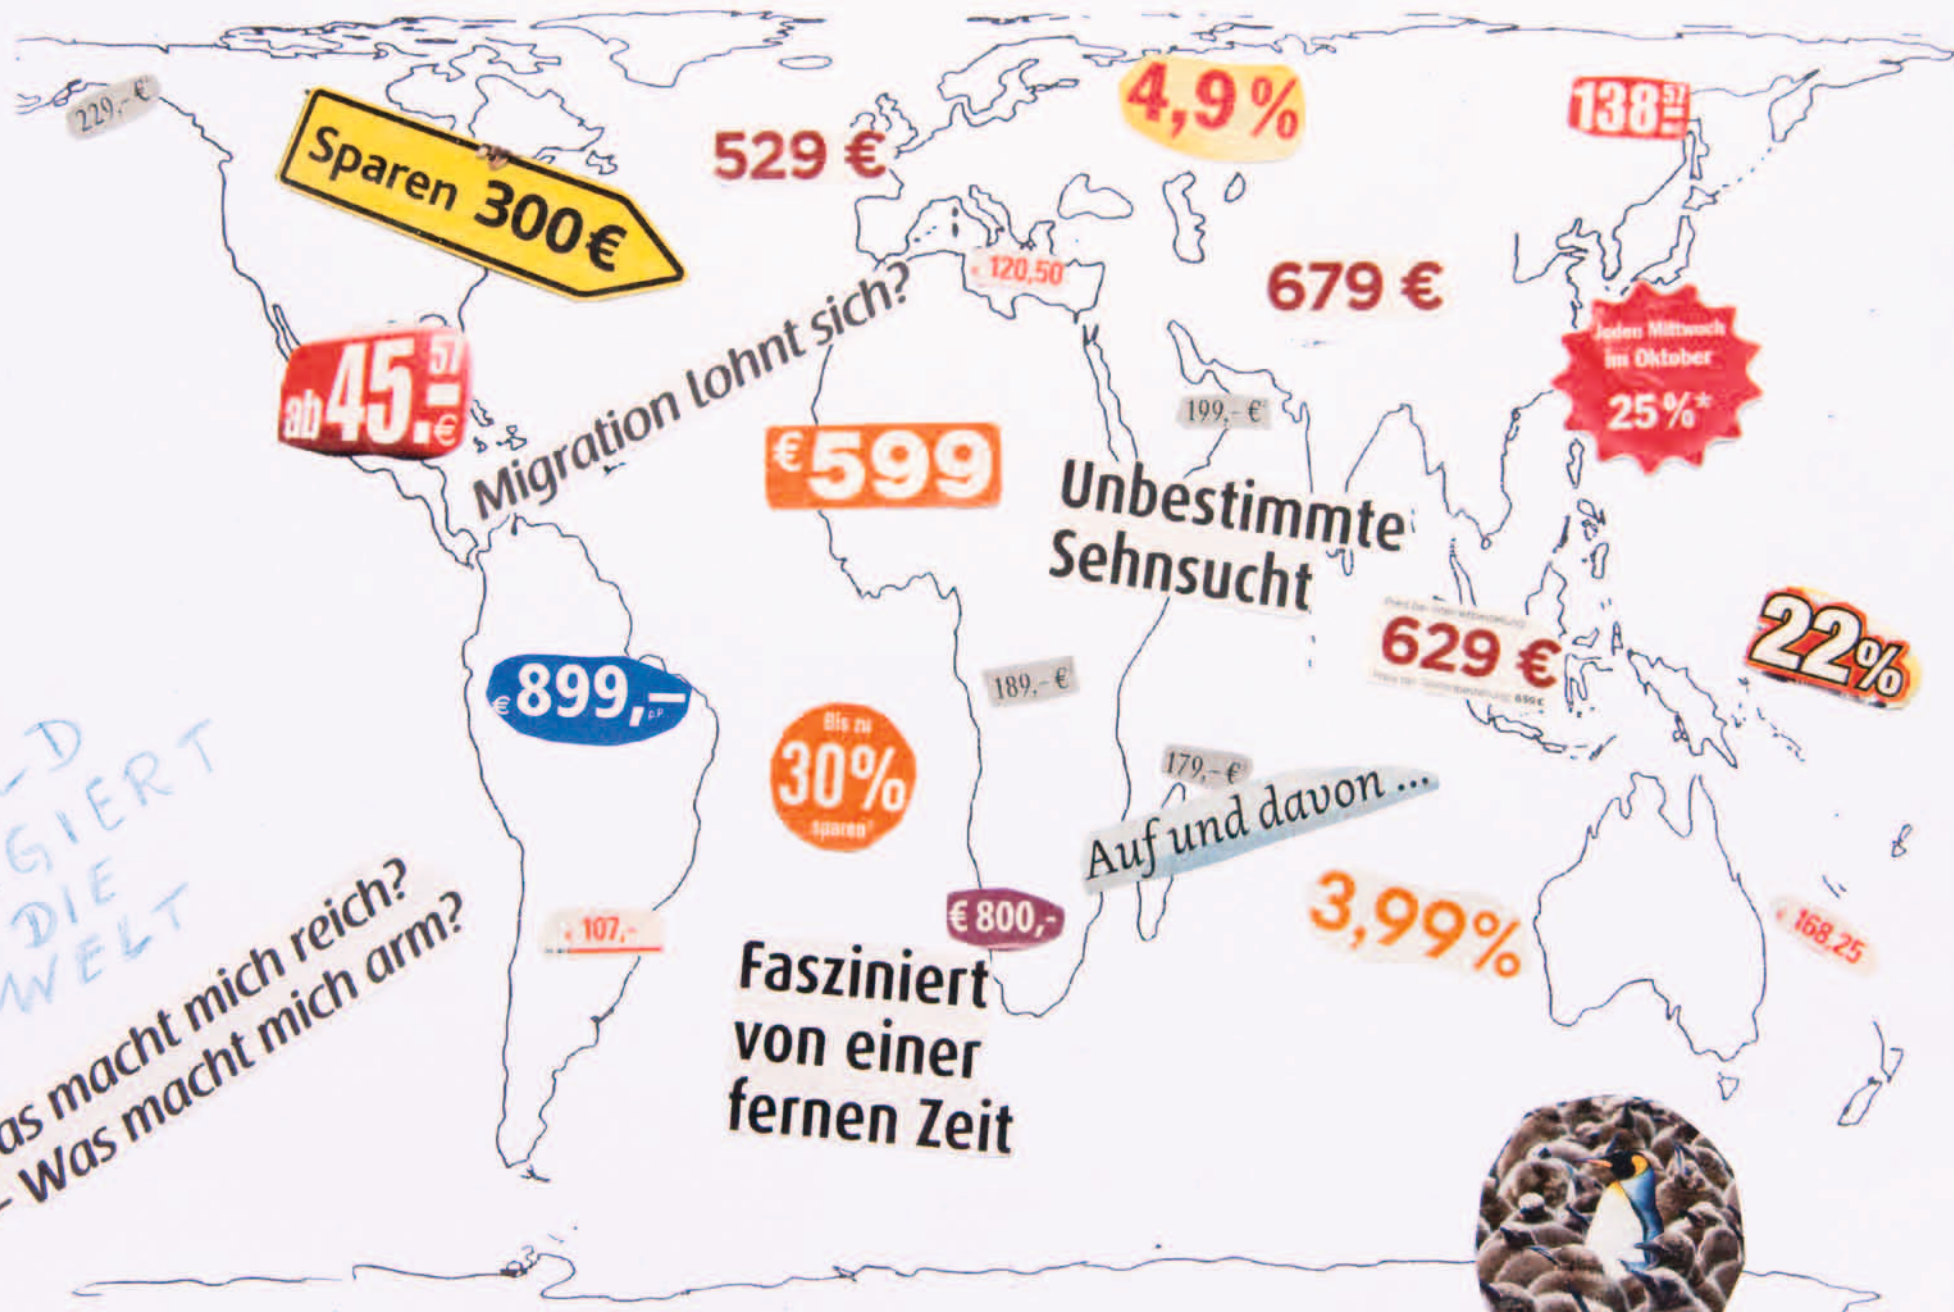 229,-€
Sparen 300€
529 €
4,9%
138 57
€ 120,50
679 €
Jeden Mittwoch
im Oktober
25%*
ab 45.57 €
Migration lohnt sich?
€ 599
199,-€
Unbestimmte
Sehnsucht
629 €
22%
€ 899,-
p.P.
189,-€
Bis zu
30%
sparen
179,-€
Auf und davon ...
GIERT
DIE
WELT
as macht mich reich?
- Was macht mich arm?
€ 107,-
€ 800,-
3,99%
€ 168,25
Fasziniert
von einer
fernen Zeit